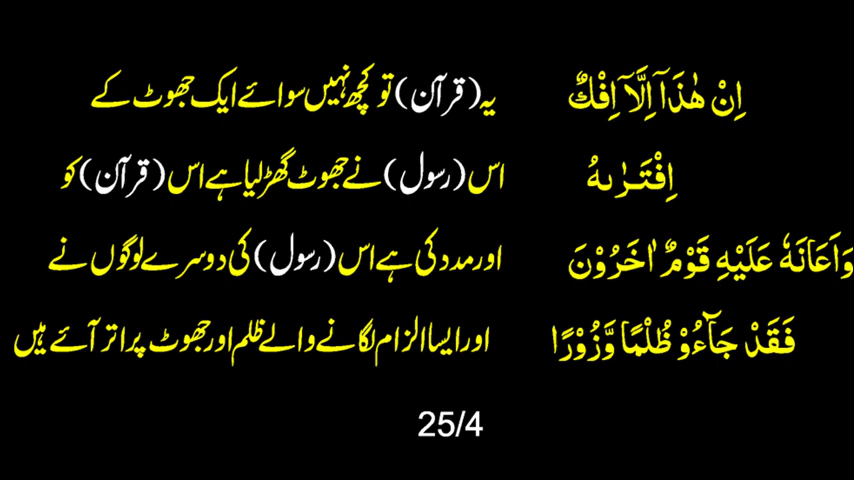 اِنْ هٰذَآ اِلَّآ اِفْكٌ یہ (قرآن) تو کچھ نہیں سوائے ایک جھوٹ کے
اِفْتَـرٰىهُ اس (رسول) نے جھوٹ گھڑ لیا ہے اس (قرآن) کو
وَاَعَانَهٗ عَلَيْهِ قَوْمٌ اٰخَرُوْنَ اور مدد کی ہے اس (رسول) کی دوسرے لوگوں نے
فَقَدْ جَآءُوْ ظُلْمًا وَّزُوْرًا اور ایسا الزام لگانے والے ظلم اور جھوٹ پر اتر آئے ہیں
25/4